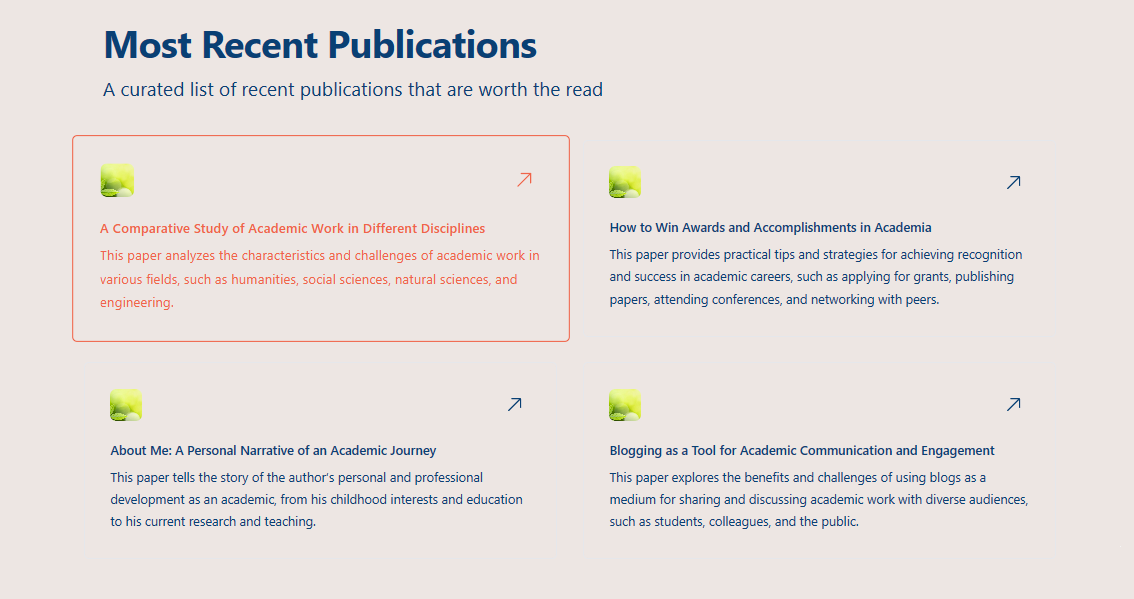 Most Recent Publications
A curated list of recent publications that are worth the read
A Comparative Study of Academic Work in Different Disciplines
This paper analyzes the characteristics and challenges of academic work in
various fields, such as humanities, social sciences, natural sciences, and
engineering.
How to Win Awards and Accomplishments in Academia
This paper provides practical tips and strategies for achieving recognition
and success in academic careers, such as applying for grants, publishing
papers, attending conferences, and networking with peers.
About Me: A Personal Narrative of an Academic Journey
This paper tells the story of the author's personal and professional
development as an academic, from his childhood interests and education
to his current research and teaching.
Blogging as a Tool for Academic Communication and Engagement
This paper explores the benefits and challenges of using blogs as a
medium for sharing and discussing academic work with diverse audiences,
such as students, colleagues, and the public.